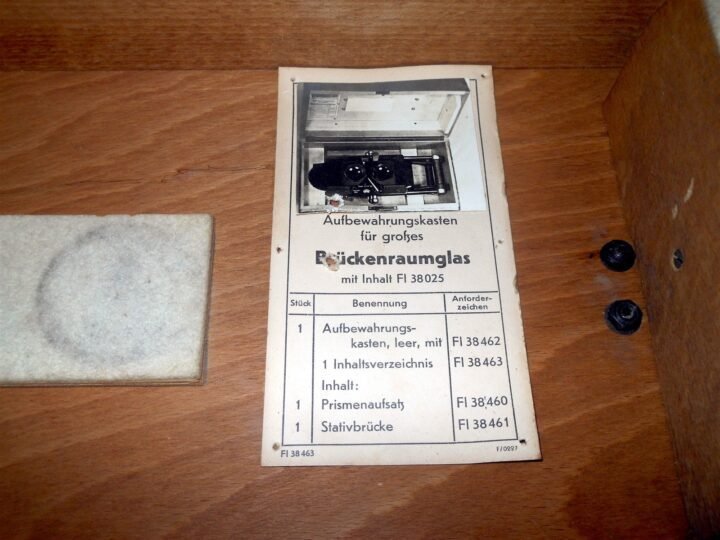 Aufbewahrungskasten
für großes
Brückenraumglas
mit Inhalt Fl 38025
Stück Benennung Anforder-
zeichen
1 Aufbewahrungs-
kasten, leer, mit Fl 38462
1 Inhaltsverzeichnis Fl 38463
Inhalt:
1 Prismenaufsatz Fl 38460
1 Stativbrücke Fl 38461
Fl 38463